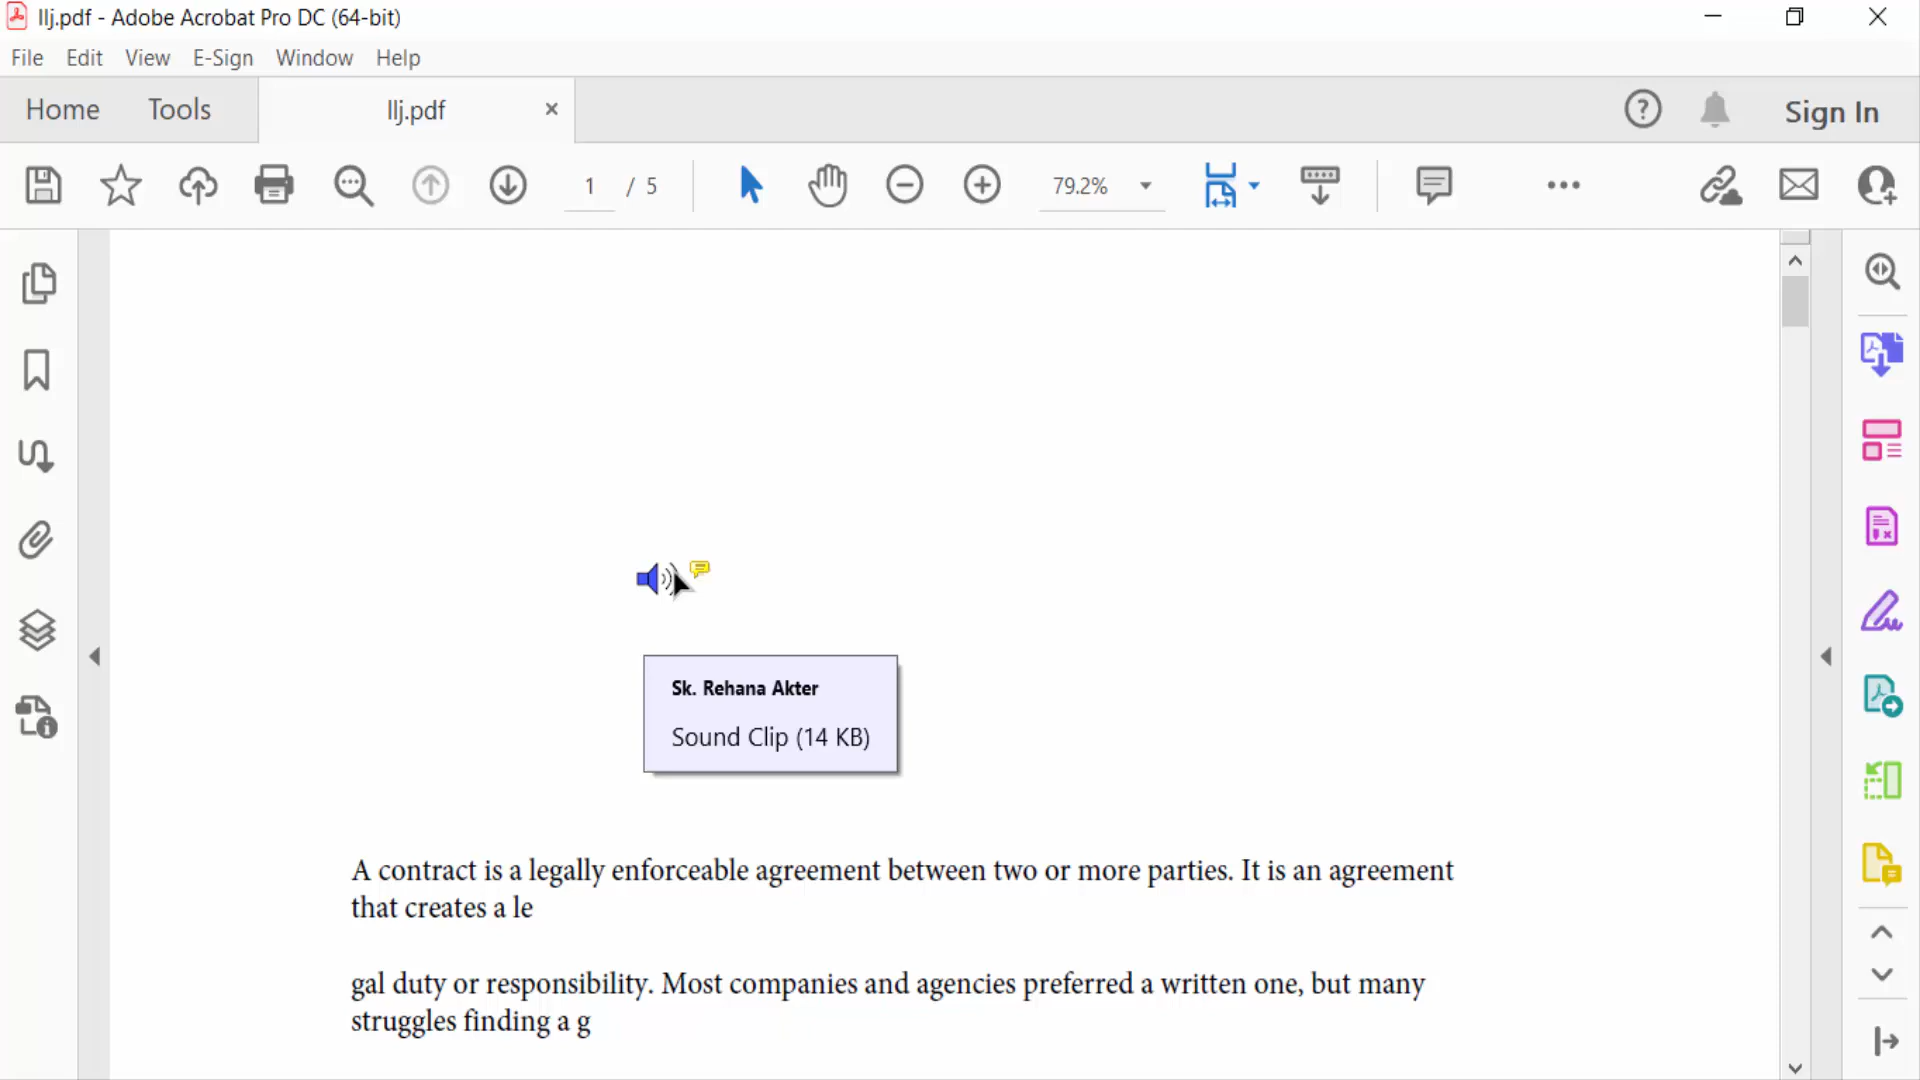 llj.pdf - Adobe Acrobat Pro DC (64-bit)
File Edit View E-Sign Window Help
Home Tools llj.pdf × Sign In
1 / 5 79.2%
Sk. Rehana Akter
Sound Clip (14 KB)
A contract is a legally enforceable agreement between two or more parties. It is an agreement
that creates a le
gal duty or responsibility. Most companies and agencies preferred a written one, but many
struggles finding a g